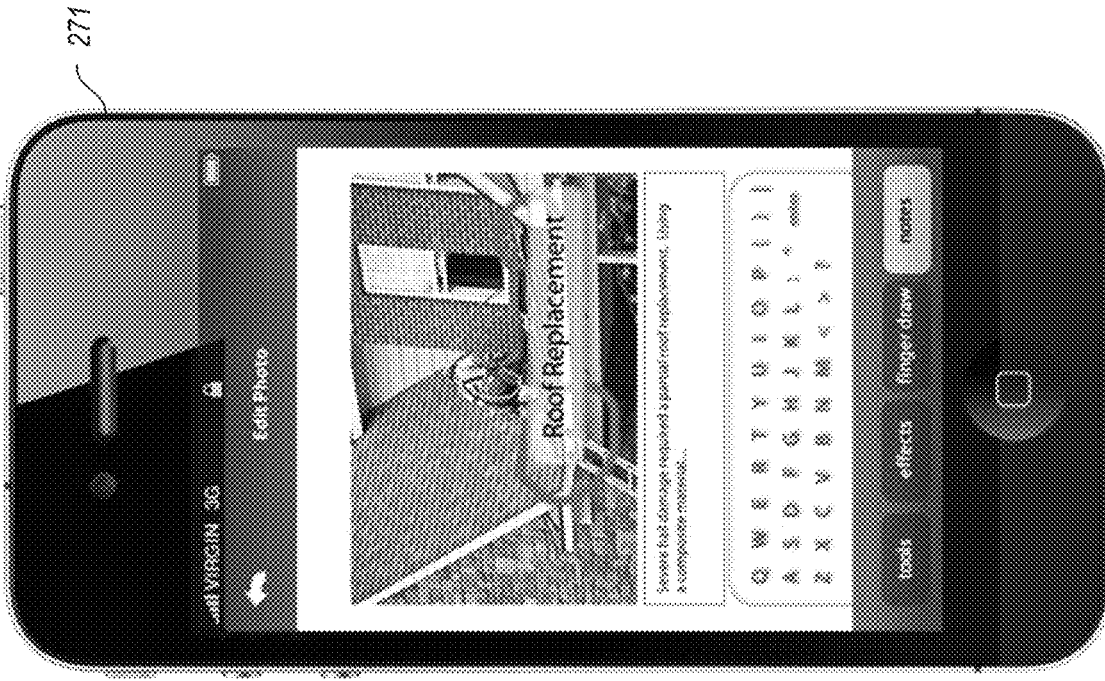 271
VIRGIN 3G
Edit Photo
Roof Replacement
Severe hail damage required a partial roof replacement. Using
a composite material...
Q W E R T Y U I O P { }
A S D F G H J K L ; "
Z X C V B N M < > ?
tools effects finger draw notes